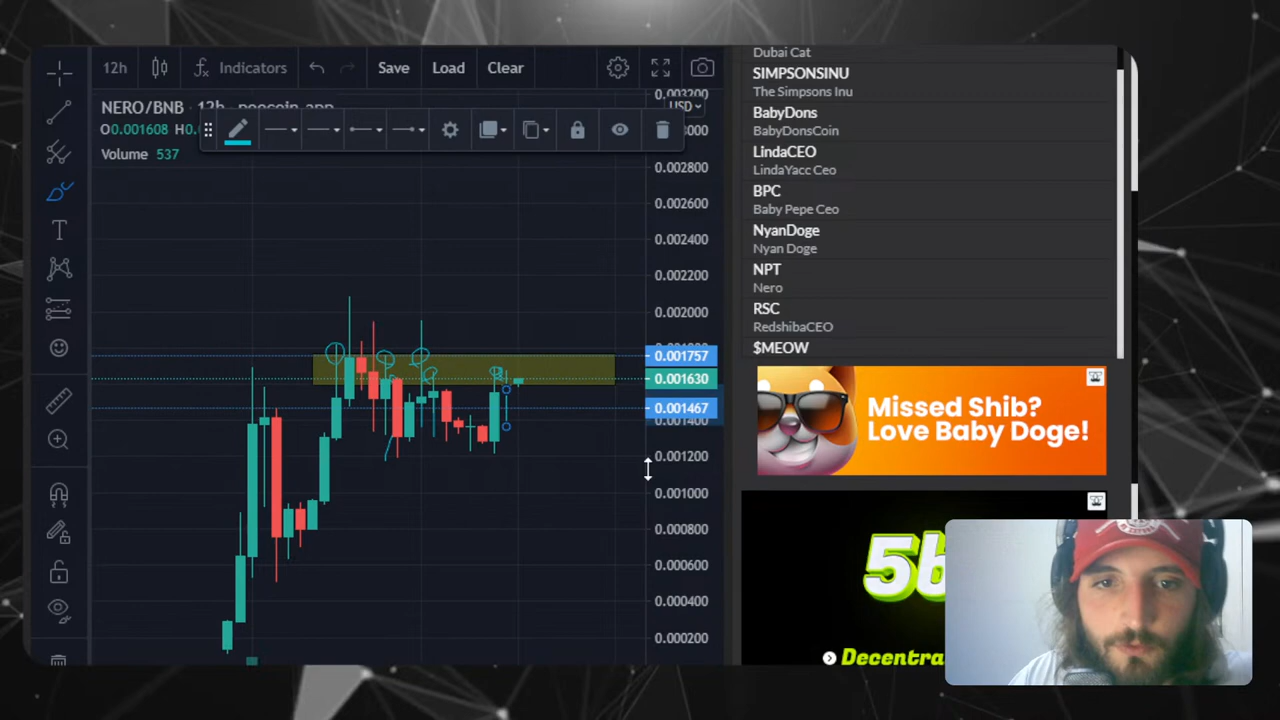 12h
Indicators
Save
Load
Clear
NERO/BNB · 12h · poocoin.app
USD
O0.001608 H0.
Volume 537
0.003200
0.002800
0.002600
0.002400
0.002200
0.002000
0.001757
0.001630
0.001467
0.001400
0.001200
0.001000
0.000800
0.000600
0.000400
0.000200
Dubai Cat
SIMPSONSINU
The Simpsons Inu
BabyDons
BabyDonsCoin
LindaCEO
LindaYacc Ceo
BPC
Baby Pepe Ceo
NyanDoge
Nyan Doge
NPT
Nero
RSC
RedshibaCEO
$MEOW
Missed Shib?
Love Baby Doge!
Decentra